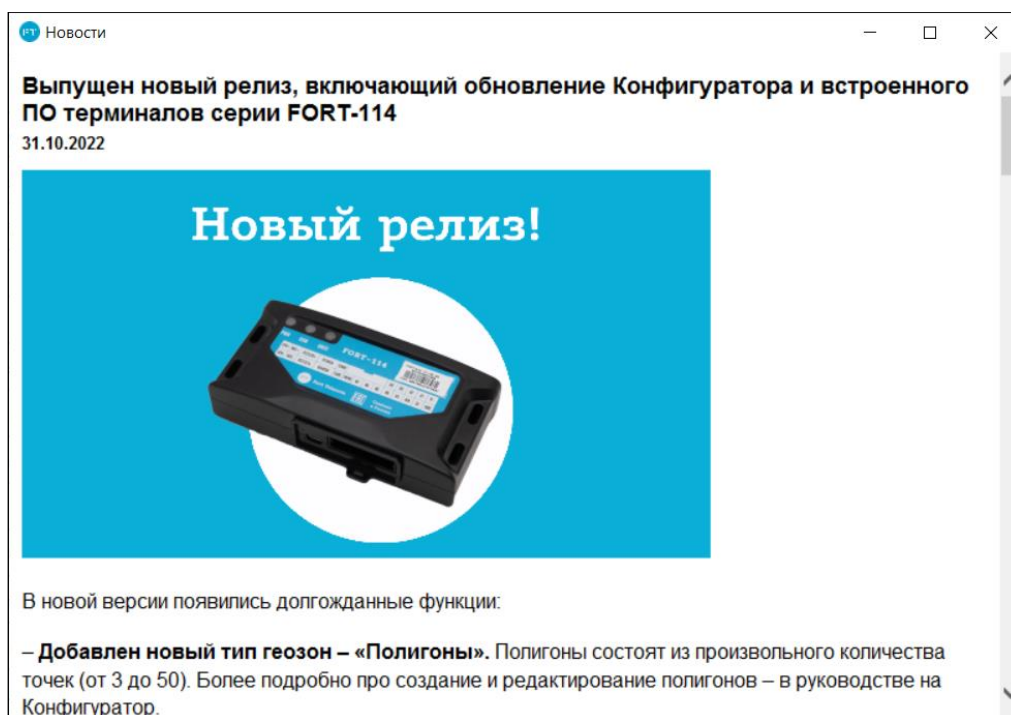 FT Новости
Выпущен новый релиз, включающий обновление Конфигуратора и встроенного
ПО терминалов серии FORT-114
31.10.2022
Новый релиз!
FORT-114
В новой версии появились долгожданные функции:
– Добавлен новый тип геозон – «Полигоны». Полигоны состоят из произвольного количества
точек (от 3 до 50). Более подробно про создание и редактирование полигонов – в руководстве на
Конфигуратор.